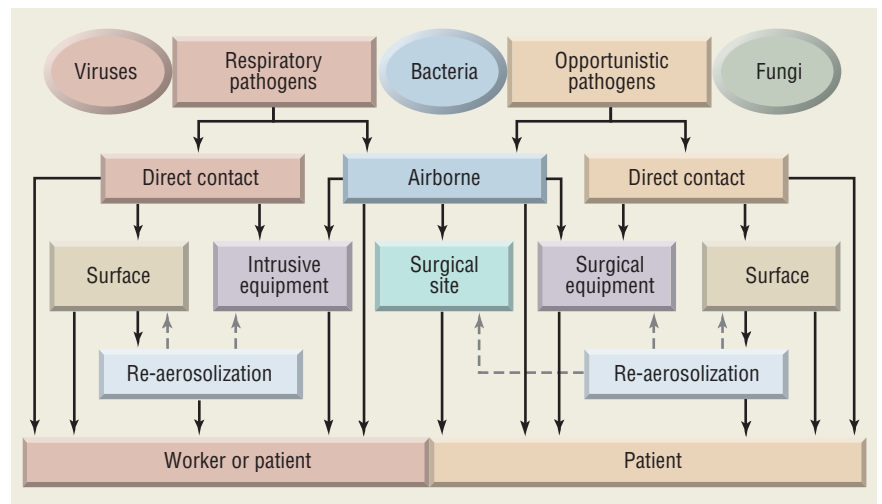 Viruses
Respiratory
pathogens
Bacteria
Opportunistic
pathogens
Fungi
Direct contact
Airborne
Direct contact
Surface
Intrusive
equipment
Surgical
site
Surgical
equipment
Surface
Re-aerosolization
Re-aerosolization
Worker or patient
Patient